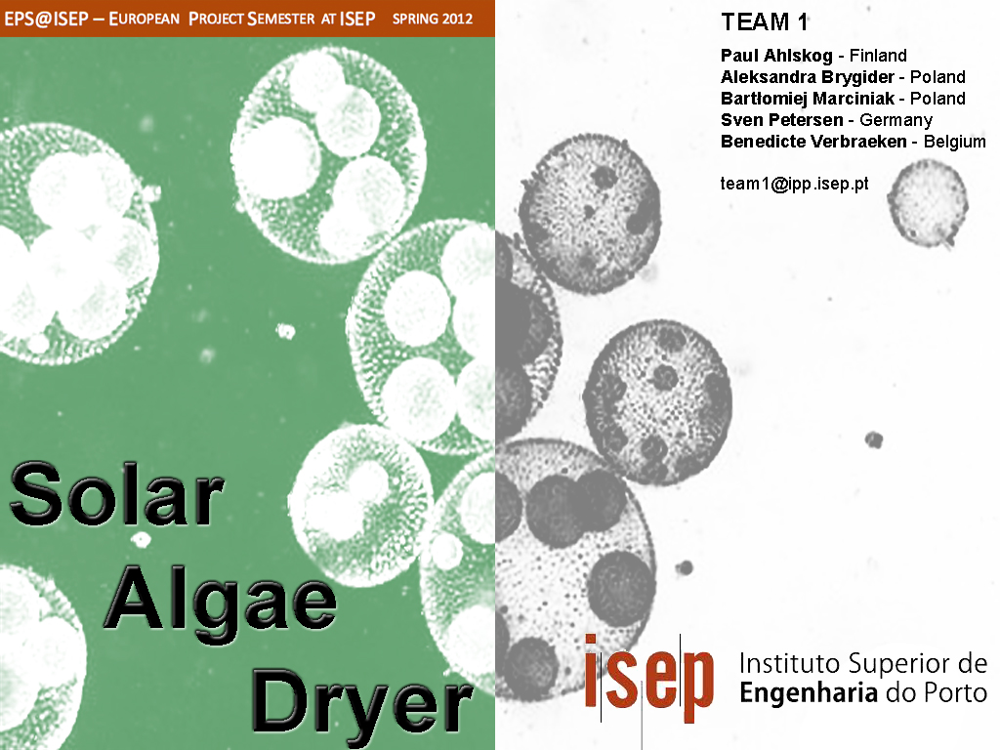 EPS@ISEP – EUROPEAN PROJECT SEMESTER AT ISEP SPRING 2012
Solar
Algae
Dryer
TEAM 1
Paul Ahlskog - Finland
Aleksandra Brygider - Poland
Bartłomiej Marciniak - Poland
Sven Petersen - Germany
Benedicte Verbraeken - Belgium
team1@ipp.isep.pt
isep
Instituto Superior de
Engenharia do Porto